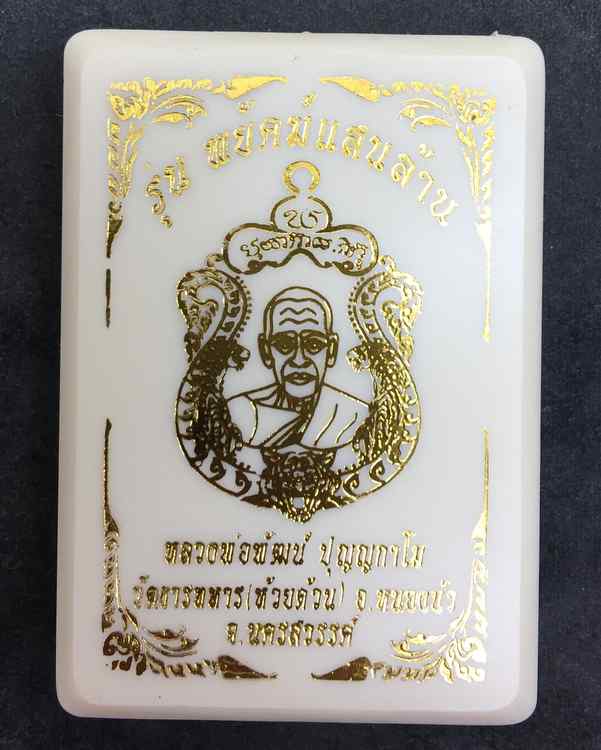 รุ่น พยัคฆ์แสนล้าน
หลวงพ่อพัฒน์ ปุญญกาโม
วัดธารทหาร(ห้วยด้วน) อ.หนองบัว
จ.นครสวรรค์